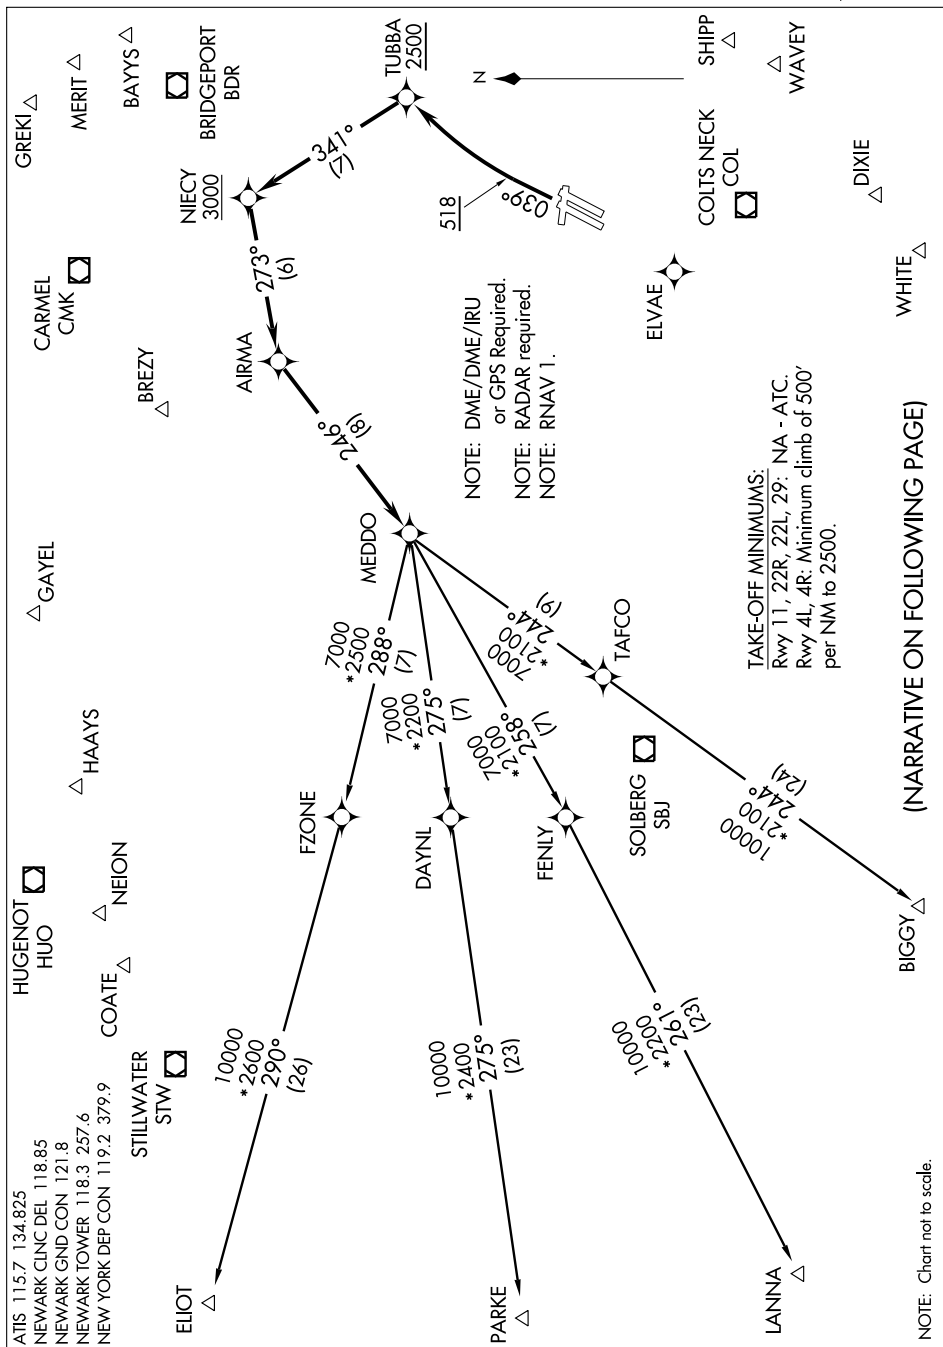 ATIS 115.7 134.825
NEWARK CLNC DEL 118.85
NEWARK GND CON 121.8
NEWARK TOWER 118.3 257.6
NEW YORK DEP CON 119.2 379.9
HUGENOT
HUO
HAAYS
GAYEL
GREKI
MERIT
BAYYS
CARMEL
CMK
NEION
COATE
BREZY
BRIDGEPORT
BDR
STILLWATER
STW
NIECY
3000
341°
(7)
ELIOT
10000
*2600
290°
(26)
FZONE
7000
*2500
288°
(7)
MEDDO
246°
(8)
AIRMA
273°
(6)
TUBBA
2500
518
039°
N
PARKE
10000
*2400
275°
(23)
DAYNL
7000
*2200
275°
(7)
NOTE: DME/DME/IRU
or GPS Required.
NOTE: RADAR required.
NOTE: RNAV 1.
LANNA
10000
*2200
261°
(23)
FENLY
7000
*2100
258°
(7)
7000
*2100
244°
(9)
TAFCO
SOLBERG
SBJ
ELVAE
COLTS NECK
COL
SHIPP
WAVEY
DIXIE
WHITE
10000
*2100
244°
(24)
BIGGY
TAKE-OFF MINIMUMS:
Rwy 11, 22R, 22L, 29: NA - ATC.
Rwy 4L, 4R: Minimum climb of 500'
per NM to 2500.
(NARRATIVE ON FOLLOWING PAGE)
NOTE: Chart not to scale.